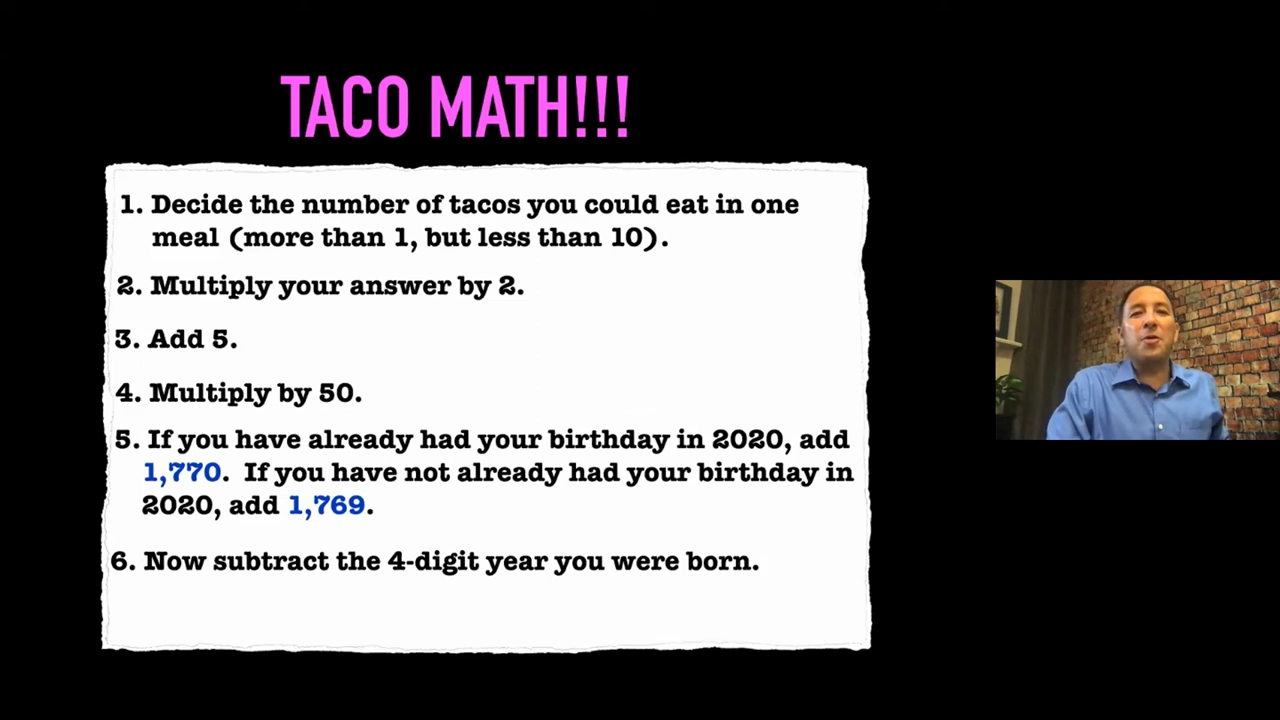 TACO MATH!!!
1. Decide the number of tacos you could eat in one
meal (more than 1, but less than 10).
2. Multiply your answer by 2.
3. Add 5.
4. Multiply by 50.
5. If you have already had your birthday in 2020, add
1,770. If you have not already had your birthday in
2020, add 1,769.
6. Now subtract the 4-digit year you were born.